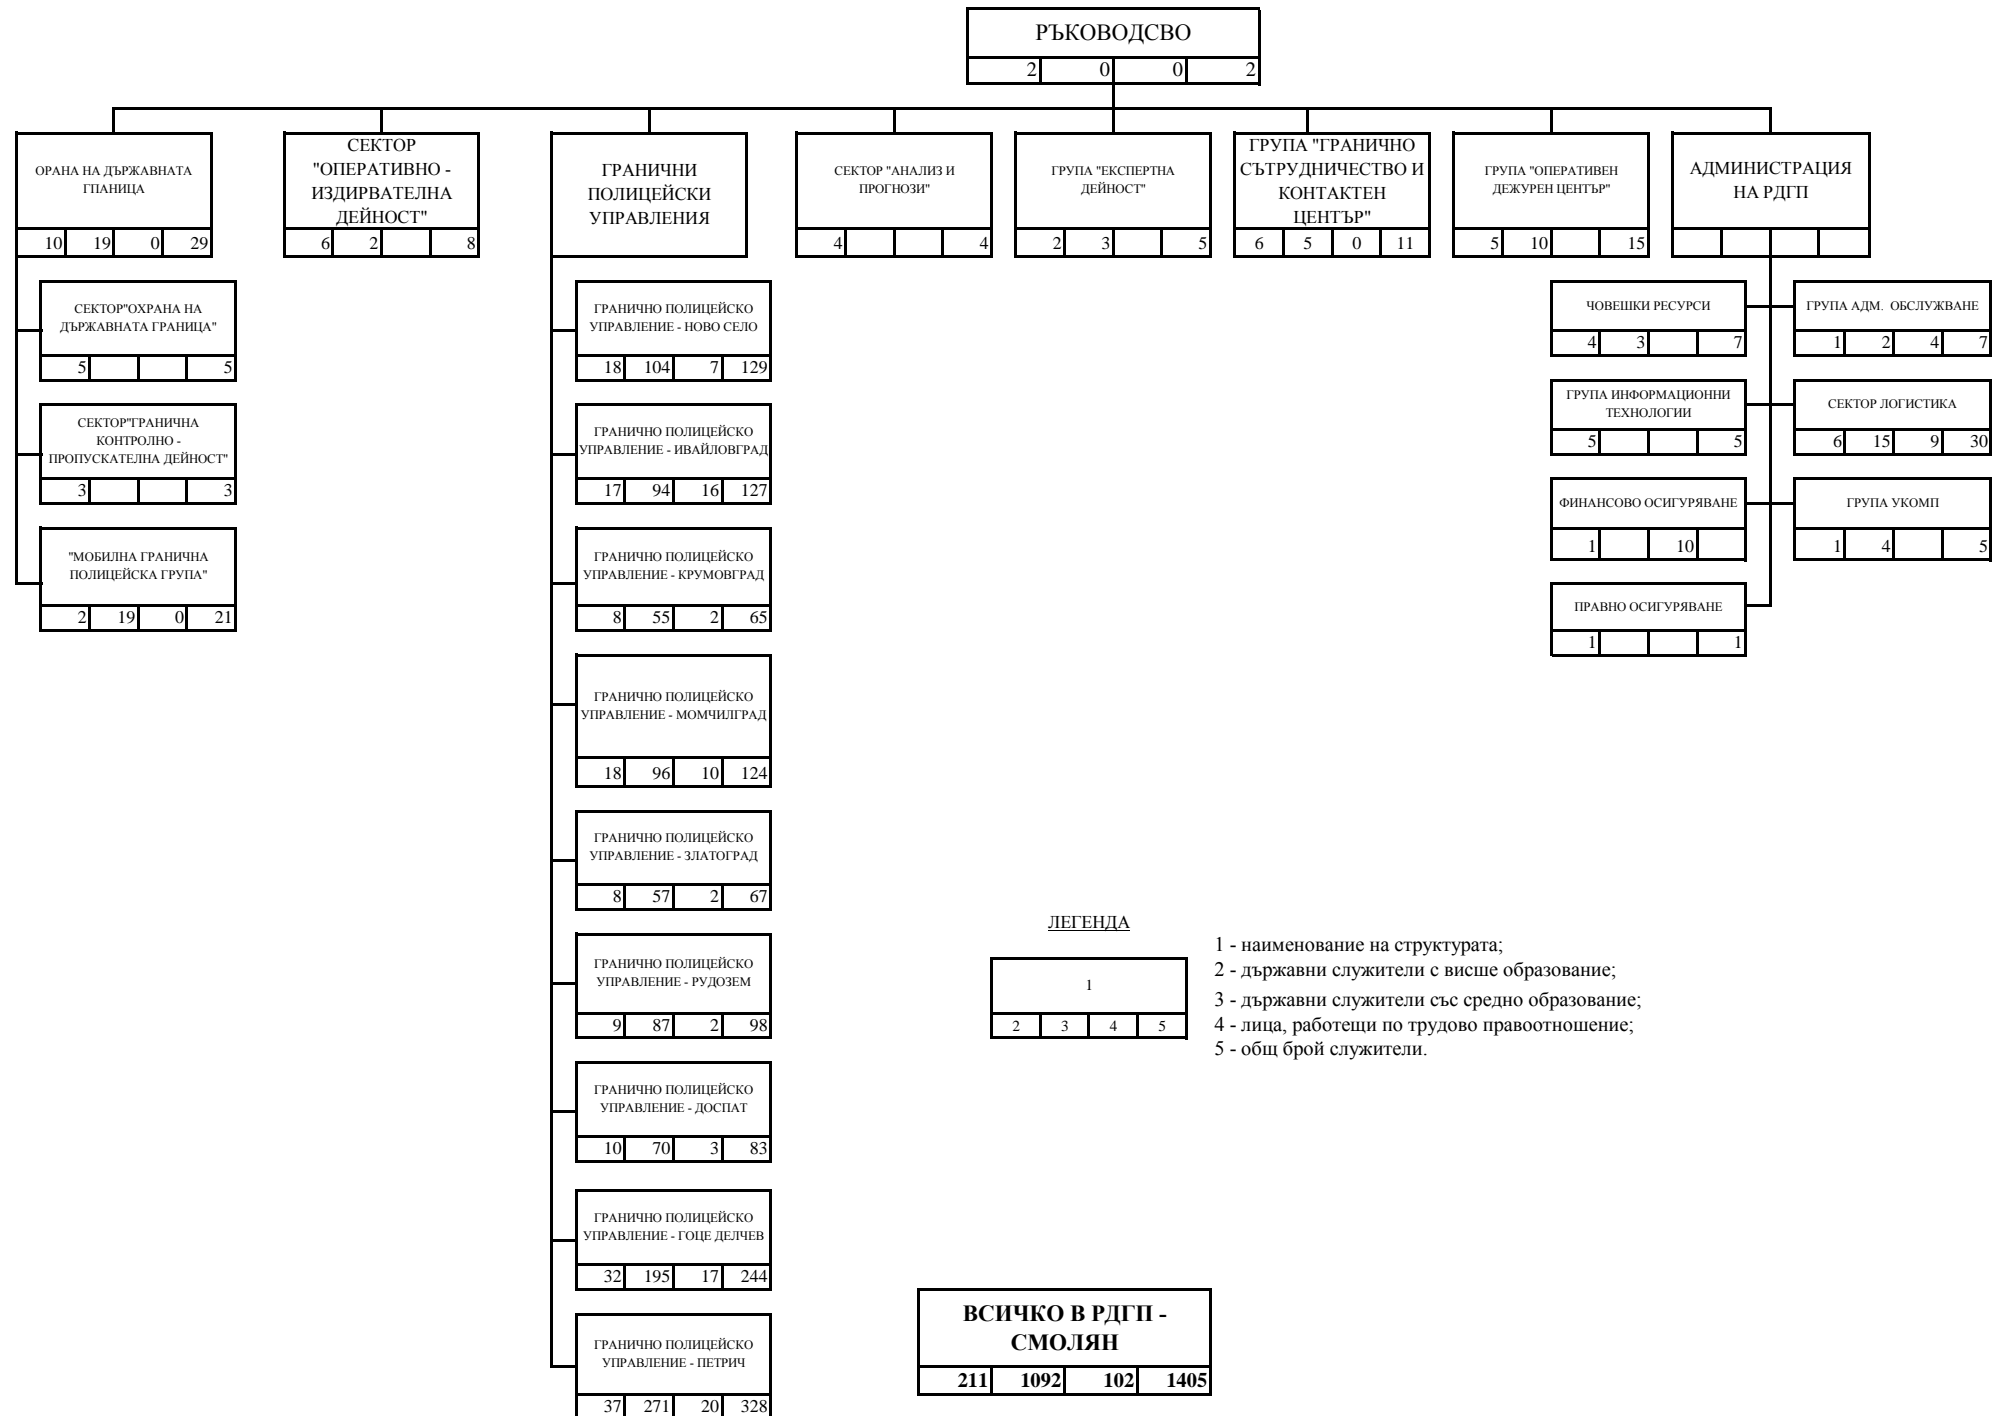 РЪКОВОДСВО
2 0 0 2
ОРАНА НА ДЪРЖАВНАТА
ГПАНИЦА
10 19 0 29
СЕКТОР
"ОПЕРАТИВНО -
ИЗДИРВАТЕЛНА
ДЕЙНОСТ"
6 2 8
ГРАНИЧНИ
ПОЛИЦЕЙСКИ
УПРАВЛЕНИЯ
СЕКТОР "АНАЛИЗ И
ПРОГНОЗИ"
4 4
ГРУПА "ЕКСПЕРТНА
ДЕЙНОСТ"
2 3 5
ГРУПА "ГРАНИЧНО
СЪТРУДНИЧЕСТВО И
КОНТАКТЕН
ЦЕНТЪР"
6 5 0 11
ГРУПА "ОПЕРАТИВЕН
ДЕЖУРЕН ЦЕНТЪР"
5 10 15
АДМИНИСТРАЦИЯ
НА РДГП
СЕКТОР"ОХРАНА НА
ДЪРЖАВНАТА ГРАНИЦА"
5 5
СЕКТОР"ГРАНИЧНА
КОНТРОЛНО -
ПРОПУСКАТЕЛНА ДЕЙНОСТ"
3 3
"МОБИЛНА ГРАНИЧНА
ПОЛИЦЕЙСКА ГРУПА"
2 19 0 21
ГРАНИЧНО ПОЛИЦЕЙСКО
УПРАВЛЕНИЕ - НОВО СЕЛО
18 104 7 129
ГРАНИЧНО ПОЛИЦЕЙСКО
УПРАВЛЕНИЕ - ИВАЙЛОВГРАД
17 94 16 127
ГРАНИЧНО ПОЛИЦЕЙСКО
УПРАВЛЕНИЕ - КРУМОВГРАД
8 55 2 65
ГРАНИЧНО ПОЛИЦЕЙСКО
УПРАВЛЕНИЕ - МОМЧИЛГРАД
18 96 10 124
ГРАНИЧНО ПОЛИЦЕЙСКО
УПРАВЛЕНИЕ - ЗЛАТОГРАД
8 57 2 67
ГРАНИЧНО ПОЛИЦЕЙСКО
УПРАВЛЕНИЕ - РУДОЗЕМ
9 87 2 98
ГРАНИЧНО ПОЛИЦЕЙСКО
УПРАВЛЕНИЕ - ДОСПАТ
10 70 3 83
ГРАНИЧНО ПОЛИЦЕЙСКО
УПРАВЛЕНИЕ - ГОЦЕ ДЕЛЧЕВ
32 195 17 244
ГРАНИЧНО ПОЛИЦЕЙСКО
УПРАВЛЕНИЕ - ПЕТРИЧ
37 271 20 328
ЧОВЕШКИ РЕСУРСИ
4 3 7
ГРУПА АДМ. ОБСЛУЖВАНЕ
1 2 4 7
ГРУПА ИНФОРМАЦИОННИ
ТЕХНОЛОГИИ
5 5
СЕКТОР ЛОГИСТИКА
6 15 9 30
ФИНАНСОВО ОСИГУРЯВАНЕ
1 10
ГРУПА УКОМП
1 4 5
ПРАВНО ОСИГУРЯВАНЕ
1 1
ЛЕГЕНДА
1
2 3 4 5
1 - наименование на структурата;
2 - държавни служители с висше образование;
3 - държавни служители със средно образование;
4 - лица, работещи по трудово правоотношение;
5 - общ брой служители.
ВСИЧКО В РДГП -
СМОЛЯН
211 1092 102 1405